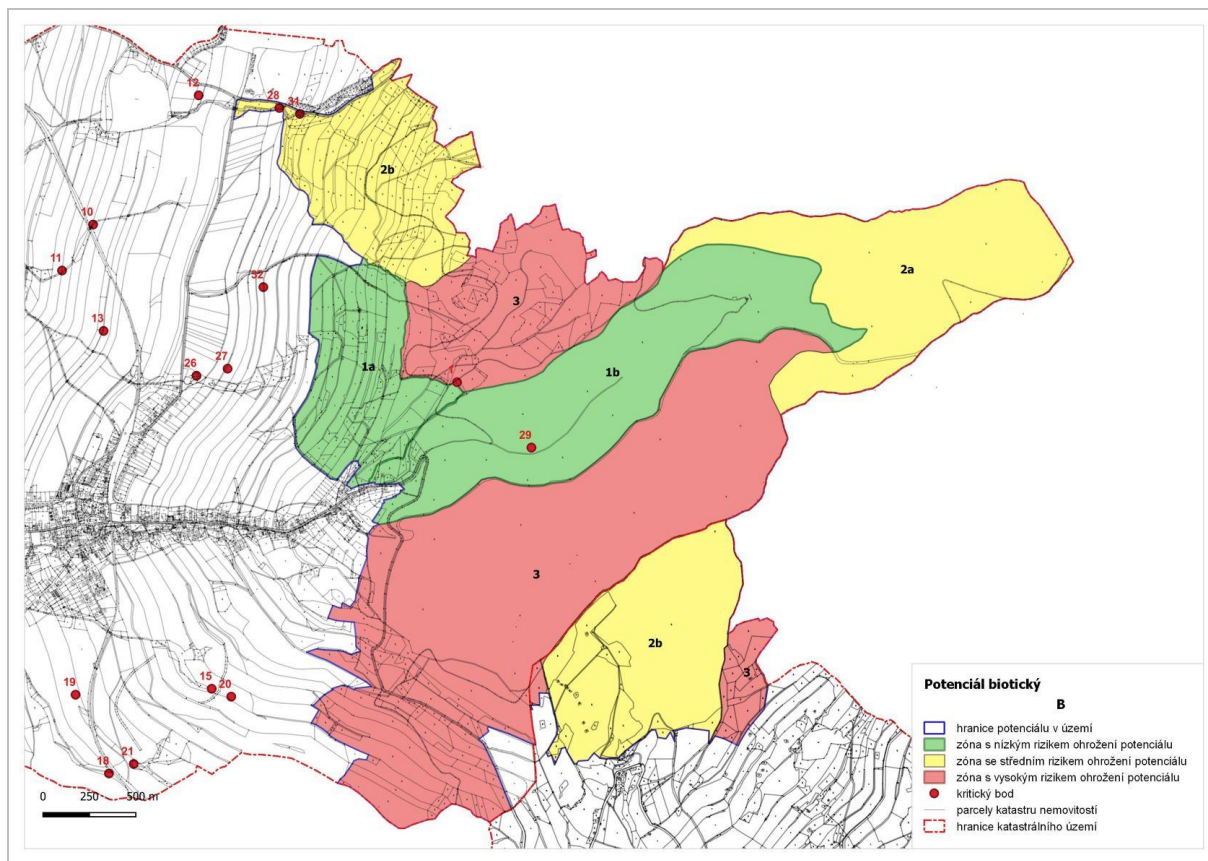 12
28
31
2b
10
11
32
13
3
2a
1a
1b
27
26
1
29
3
2b
3
19
15
20
21
18
0 250 500 m
Potenciál biotický
B
hranice potenciálu v území
zóna s nízkým rizikem ohrožení potenciálu
zóna se středním rizikem ohrožení potenciálu
zóna s vysokým rizikem ohrožení potenciálu
kritický bod
parcely katastru nemovitostí
hranice katastrálního území